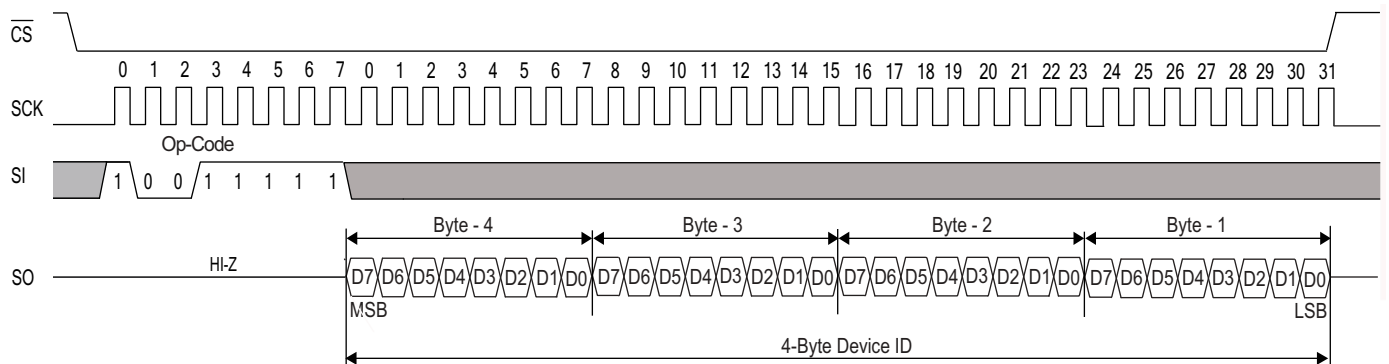 CS
0 1 2 3 4 5 6 7 0 1 2 3 4 5 6 7 8 9 10 11 12 13 14 15 16 17 18 19 20 21 22 23 24 25 26 27 28 29 30 31
SCK
Op-Code
SI 1 0 0 1 1 1 1 1
Byte - 4 Byte - 3 Byte - 2 Byte - 1
SO HI-Z D7 D6 D5 D4 D3 D2 D1 D0 D7 D6 D5 D4 D3 D2 D1 D0 D7 D6 D5 D4 D3 D2 D1 D0 D7 D6 D5 D4 D3 D2 D1 D0
MSB LSB
4-Byte Device ID